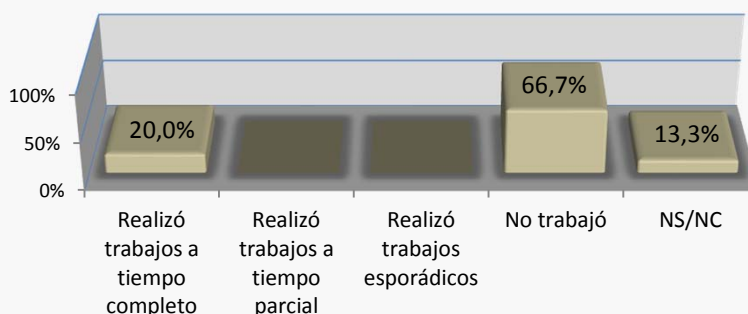 100%
50%
0%
20,0%
66,7%
13,3%
Realizó
trabajos a
tiempo
completo
Realizó
trabajos a
tiempo
parcial
Realizó
trabajos
esporádicos
No trabajó
NS/NC